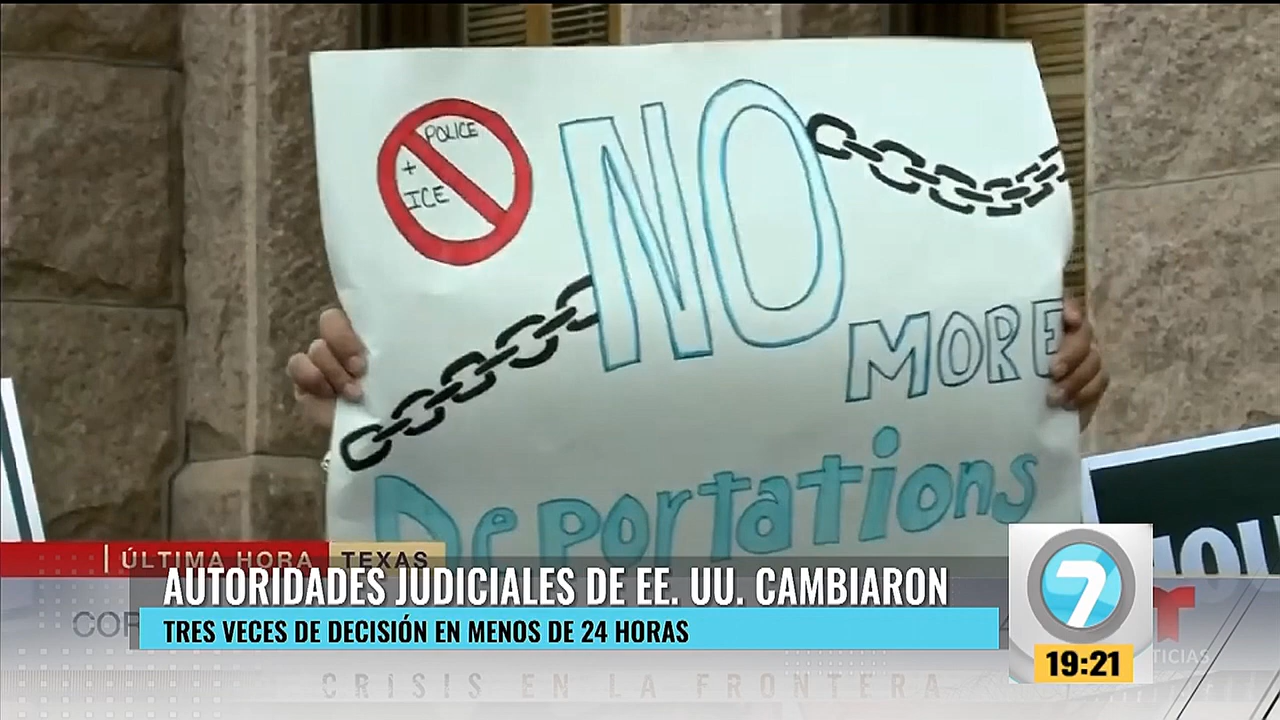 POLICE
+
ICE
NO
MORE
Deportations
ÚLTIMA HORA
TEXAS
AUTORIDADES JUDICIALES DE EE. UU. CAMBIARON
TRES VECES DE DECISIÓN EN MENOS DE 24 HORAS
7
19:21
CRISIS EN LA FRONTERA